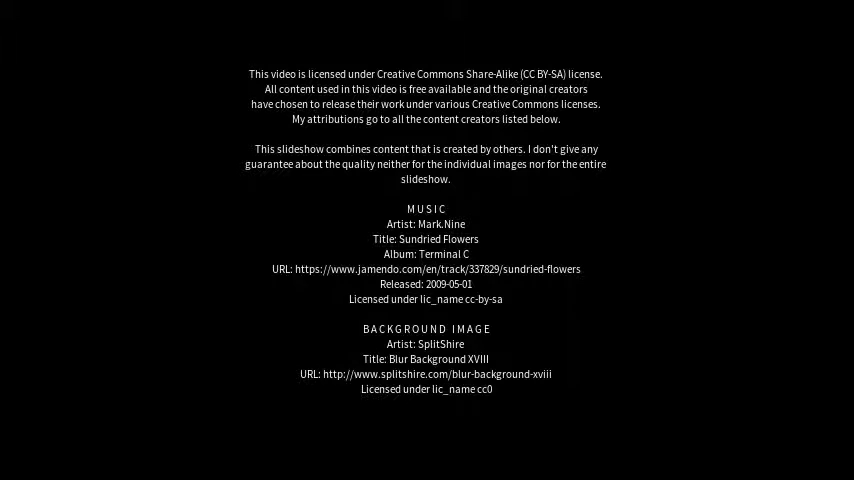 This video is licensed under Creative Commons Share-Alike (CC BY-SA) license.
All content used in this video is free available and the original creators
have chosen to release their work under various Creative Commons licenses.
My attributions go to all the content creators listed below.
This slideshow combines content that is created by others. I don't give any
guarantee about the quality neither for the individual images nor for the entire
slideshow.
MUSIC
Artist: Mark.Nine
Title: Sundried Flowers
Album: Terminal C
URL: https://www.jamendo.com/en/track/337829/sundried-flowers
Released: 2009-05-01
Licensed under lic_name cc-by-sa
BACKGROUND IMAGE
Artist: SplitShire
Title: Blur Background XVIII
URL: http://www.splitshire.com/blur-background-xviii
Licensed under lic_name cc0